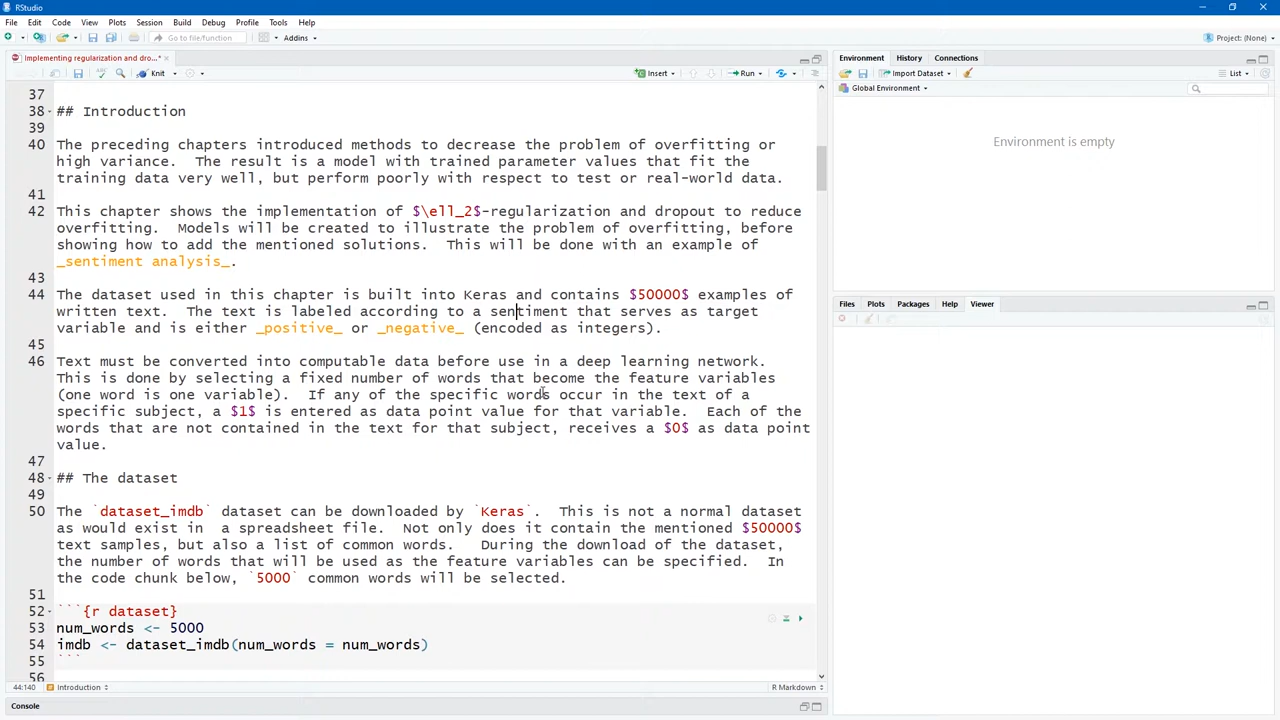 RStudio
File Edit Code View Plots Session Build Debug Profile Tools Help
Go to file/function Addins Project: (None)
Implementing regularization and dro...*
Knit Insert Run
37
38 ## Introduction
39
40 The preceding chapters introduced methods to decrease the problem of overfitting or
high variance.  The result is a model with trained parameter values that fit the
training data very well, but perform poorly with respect to test or real-world data.
41
42 This chapter shows the implementation of $\ell_2$-regularization and dropout to reduce
overfitting.  Models will be created to illustrate the problem of overfitting, before
showing how to add the mentioned solutions.  This will be done with an example of
_sentiment analysis_.
43
44 The dataset used in this chapter is built into Keras and contains $50000$ examples of
written text.  The text is labeled according to a sentiment that serves as target
variable and is either _positive_ or _negative_ (encoded as integers).
45
46 Text must be converted into computable data before use in a deep learning network.
This is done by selecting a fixed number of words that become the feature variables
(one word is one variable).  If any of the specific words occur in the text of a
specific subject, a $1$ is entered as data point value for that variable.  Each of the
words that are not contained in the text for that subject, receives a $0$ as data point
value.
47
48 ## The dataset
49
50 The `dataset_imdb` dataset can be downloaded by `Keras`.  This is not a normal dataset
as would exist in  a spreadsheet file.  Not only does it contain the mentioned $50000$
text samples, but also a list of common words.   During the download of the dataset,
the number of words that will be used as the feature variables can be specified.  In
the code chunk below, `5000` common words will be selected.
51
52 ```{r dataset}
53 num_words <- 5000
54 imdb <- dataset_imdb(num_words = num_words)
55 ```
56
44:140 Introduction R Markdown
Console
Environment History Connections
Import Dataset List
Global Environment
Environment is empty
Files Plots Packages Help Viewer